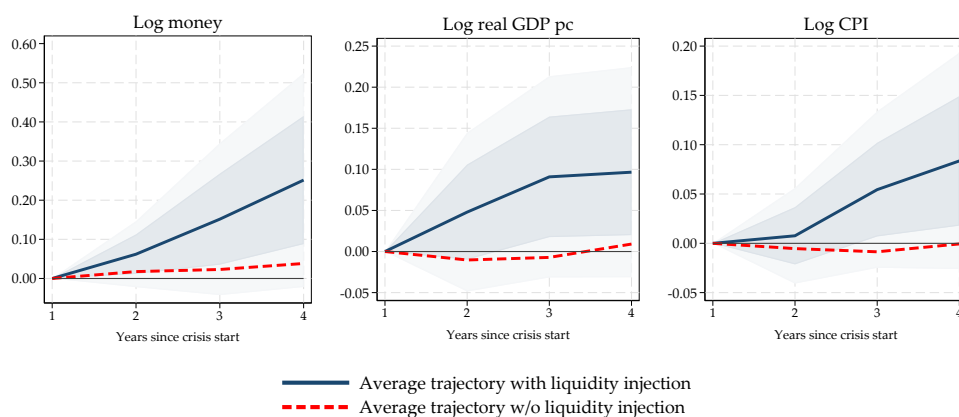 Log money
0.60
0.50
0.40
0.30
0.20
0.10
0.00
1 2 3 4
Years since crisis start
Log real GDP pc
0.25
0.20
0.15
0.10
0.05
0.00
-0.05
1 2 3 4
Years since crisis start
Log CPI
0.20
0.15
0.10
0.05
0.00
-0.05
1 2 3 4
Years since crisis start
Average trajectory with liquidity injection
Average trajectory w/o liquidity injection